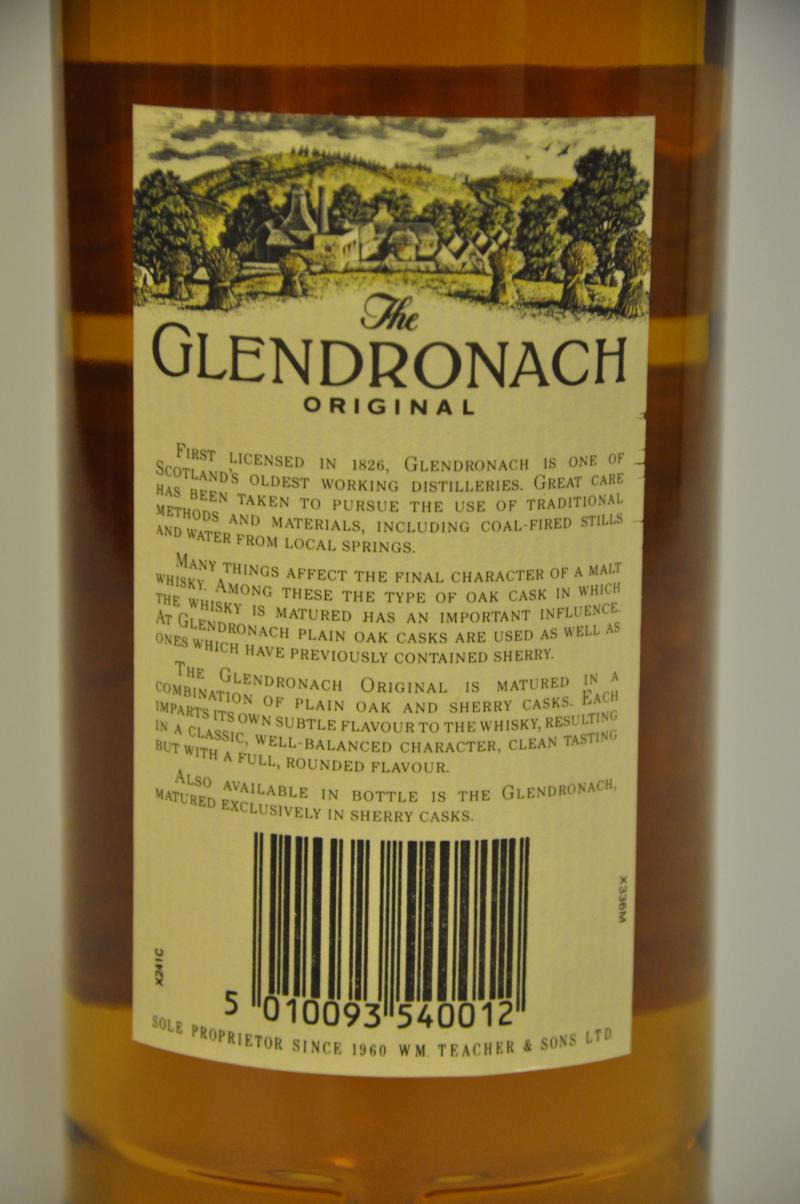 The
GLENDRONACH
ORIGINAL
FIRST LICENSED IN 1826, GLENDRONACH IS ONE OF
SCOTLAND'S OLDEST WORKING DISTILLERIES. GREAT CARE
HAS BEEN TAKEN TO PURSUE THE USE OF TRADITIONAL
METHODS AND MATERIALS, INCLUDING COAL-FIRED STILLS
AND WATER FROM LOCAL SPRINGS.
MANY THINGS AFFECT THE FINAL CHARACTER OF A MALT
WHISKY. AMONG THESE THE TYPE OF OAK CASK IN WHICH
THE WHISKY IS MATURED HAS AN IMPORTANT INFLUENCE.
AT GLENDRONACH PLAIN OAK CASKS ARE USED AS WELL AS
ONES WHICH HAVE PREVIOUSLY CONTAINED SHERRY.
THE GLENDRONACH ORIGINAL IS MATURED IN A
COMBINATION OF PLAIN OAK AND SHERRY CASKS. EACH
IMPARTS ITS OWN SUBTLE FLAVOUR TO THE WHISKY, RESULTING
IN A CLASSIC, WELL-BALANCED CHARACTER, CLEAN TASTING
BUT WITH A FULL, ROUNDED FLAVOUR.
ALSO AVAILABLE IN BOTTLE IS THE GLENDRONACH,
MATURED EXCLUSIVELY IN SHERRY CASKS.
X336M
X241C
5 010093 540012
SOLE PROPRIETOR SINCE 1960 WM. TEACHER & SONS LTD